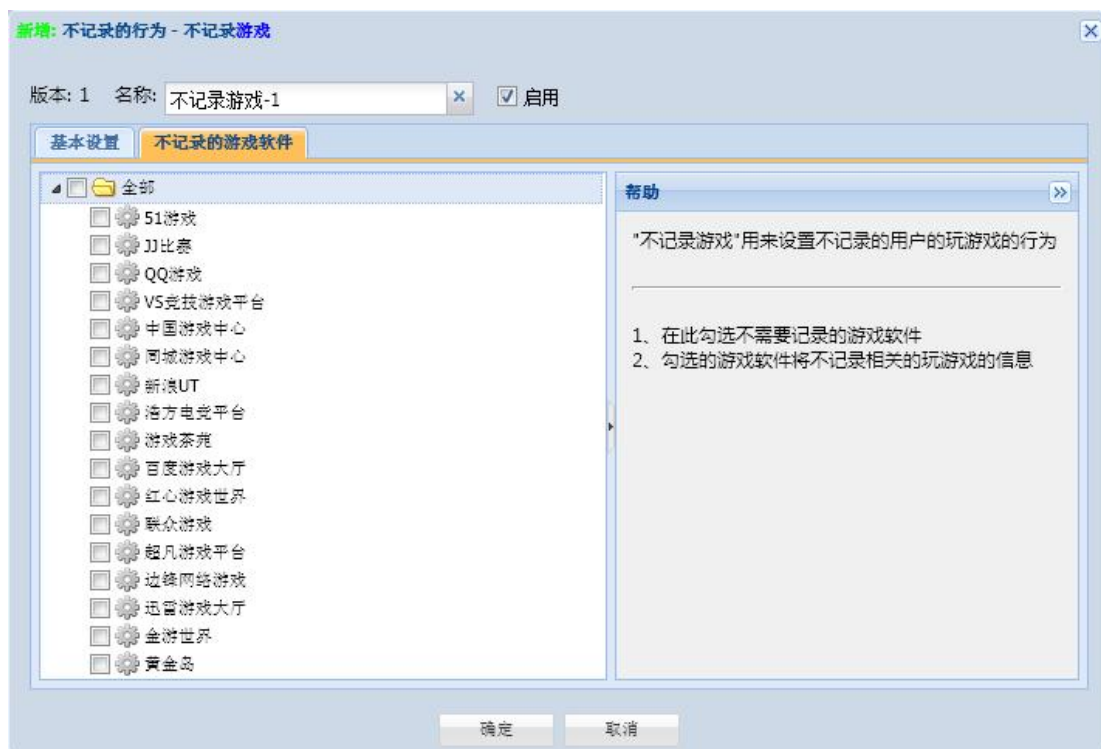 新增: 不记录的行为 - 不记录游戏
版本: 1 名称: 不记录游戏-1 启用
基本设置 不记录的游戏软件
全部
51游戏
JJ比赛
QQ游戏
VS竞技游戏平台
中国游戏中心
同城游戏中心
新浪UT
浩方电竞平台
游戏茶苑
百度游戏大厅
红心游戏世界
联众游戏
超凡游戏平台
边锋网络游戏
迅雷游戏大厅
金游世界
黄金岛
帮助
"不记录游戏"用来设置不记录的用户的玩游戏的行为
1、在此勾选不需要记录的游戏软件
2、勾选的游戏软件将不记录相关的玩游戏的信息
确定 取消